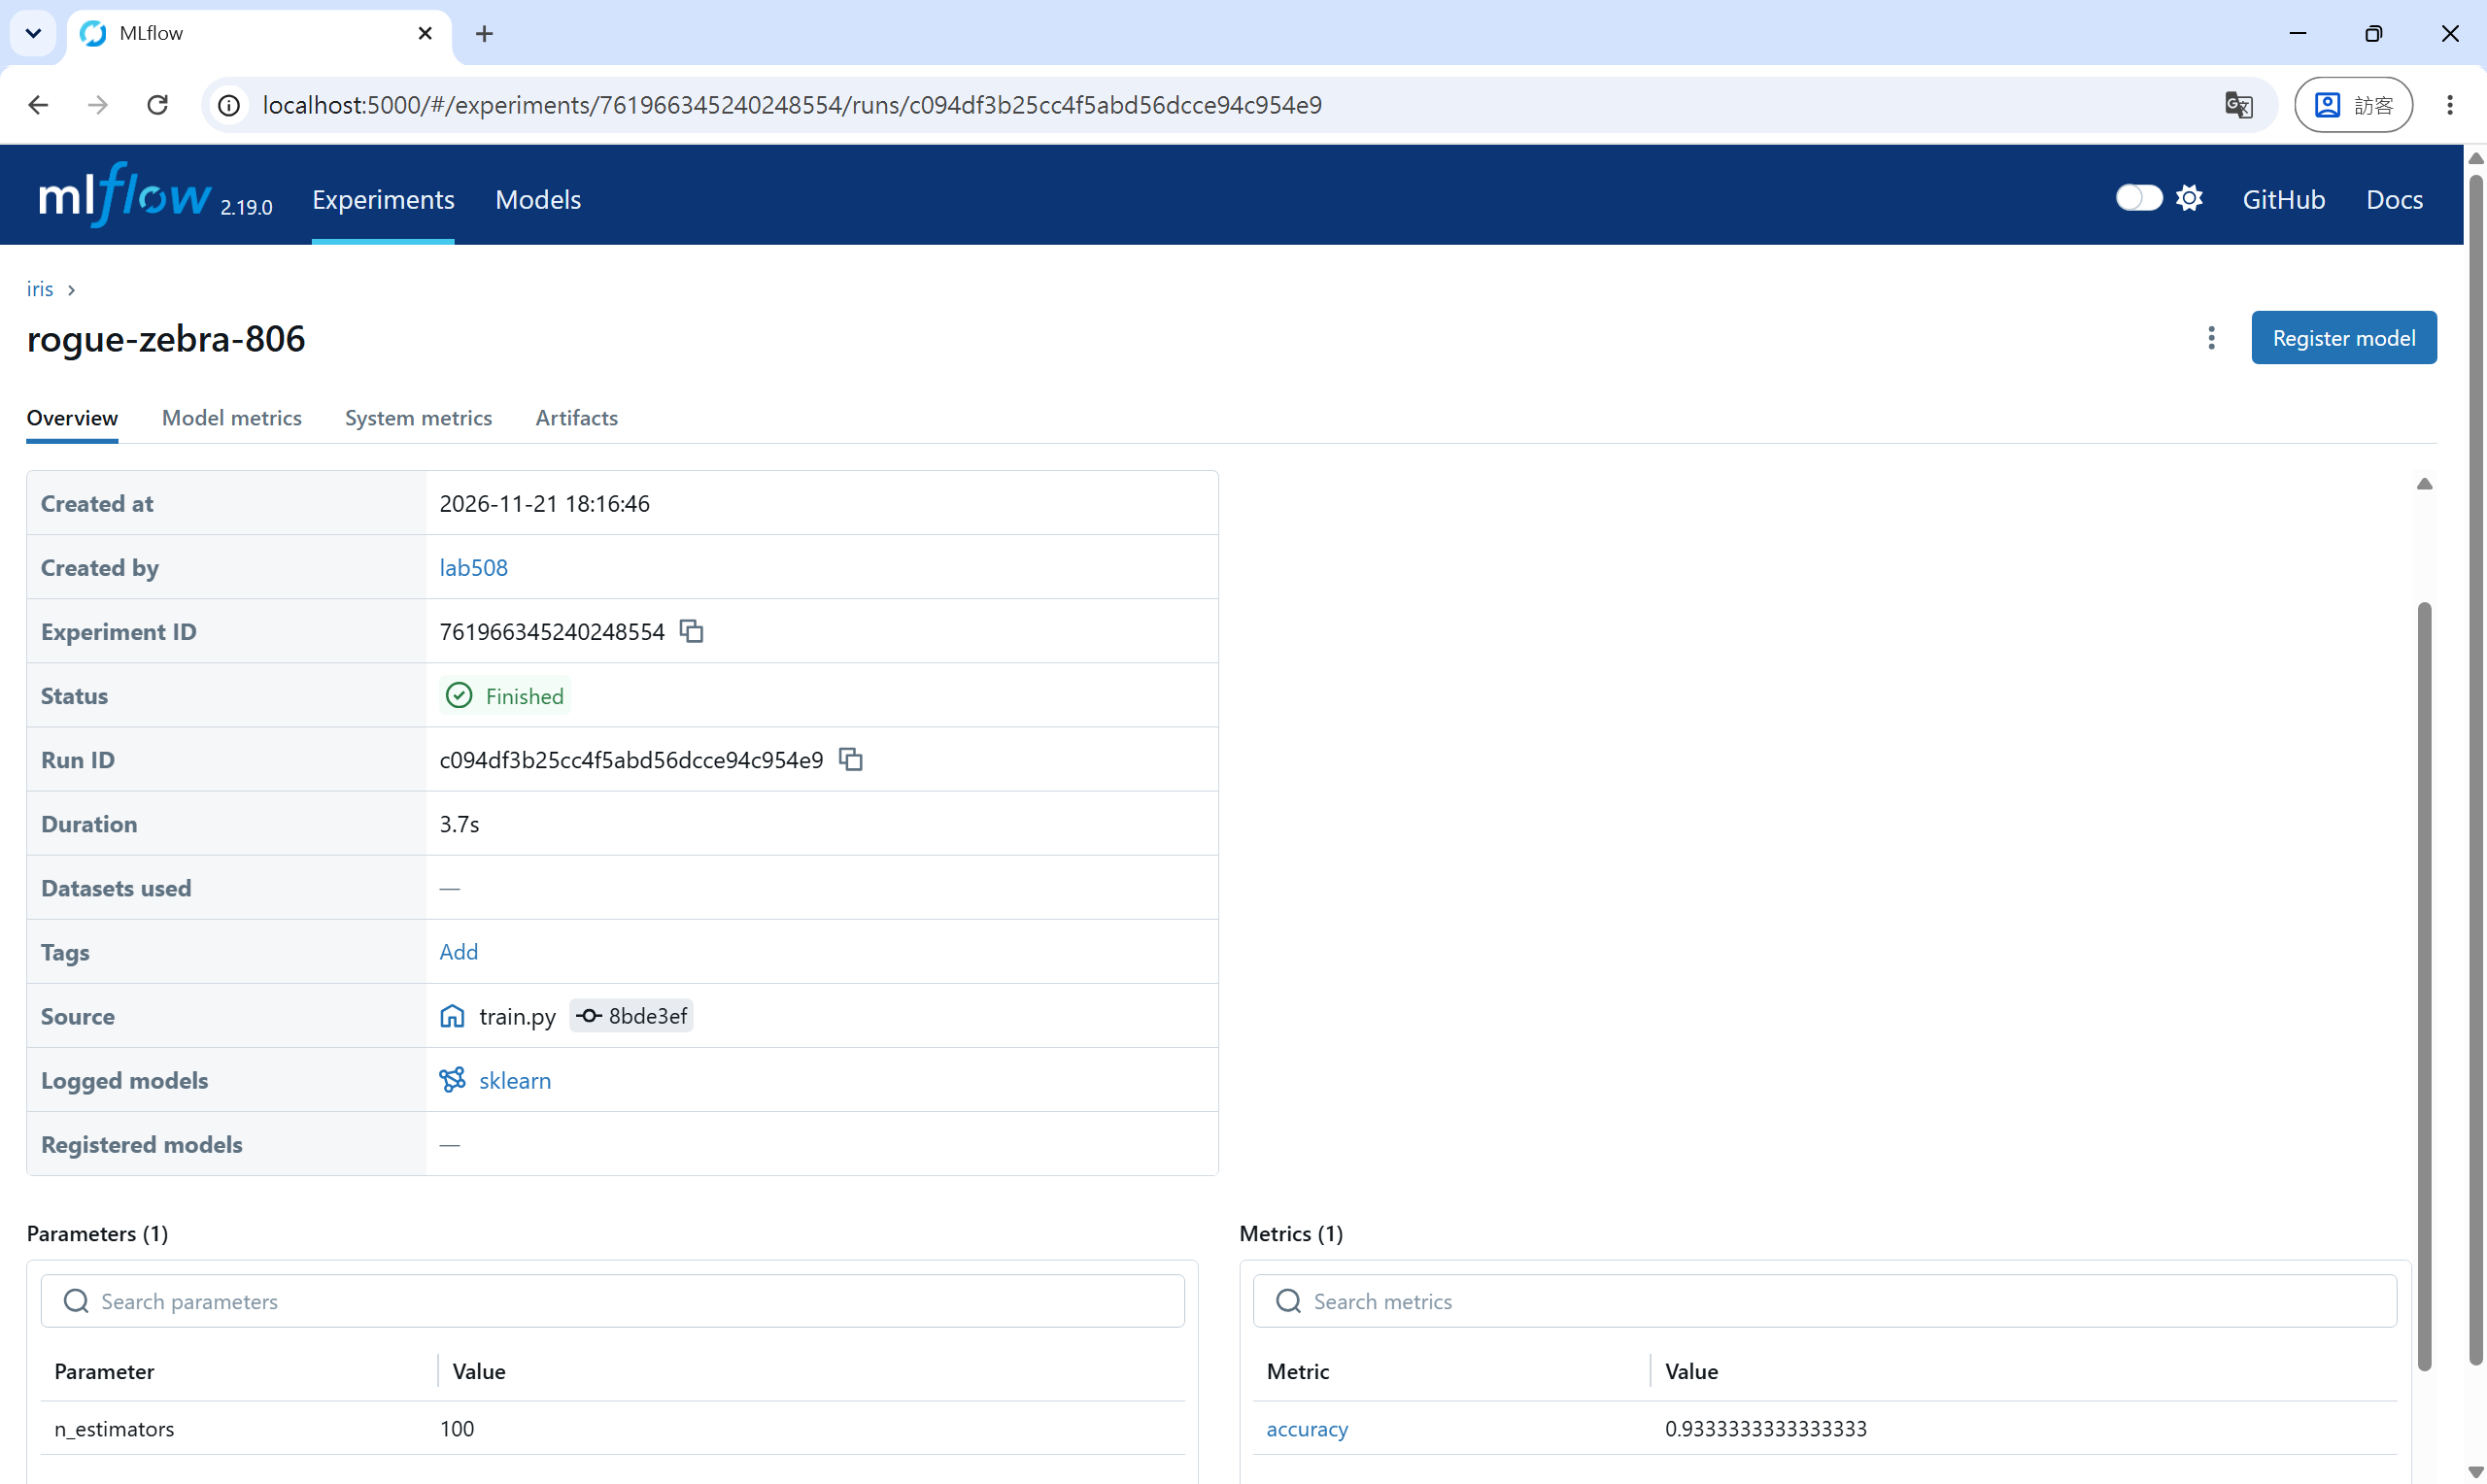 MLflow
localhost:5000/#/experiments/761966345240248554/runs/c094df3b25cc4f5abd56dcce94c954e9
訪客
mlflow 2.19.0 Experiments Models GitHub Docs
iris
rogue-zebra-806
Register model
Overview Model metrics System metrics Artifacts
Created at 2026-11-21 18:16:46
Created by lab508
Experiment ID 761966345240248554
Status Finished
Run ID c094df3b25cc4f5abd56dcce94c954e9
Duration 3.7s
Datasets used —
Tags Add
Source train.py 8bde3ef
Logged models sklearn
Registered models —
Parameters (1)
Search parameters
Parameter Value
n_estimators 100
Metrics (1)
Search metrics
Metric Value
accuracy 0.9333333333333333